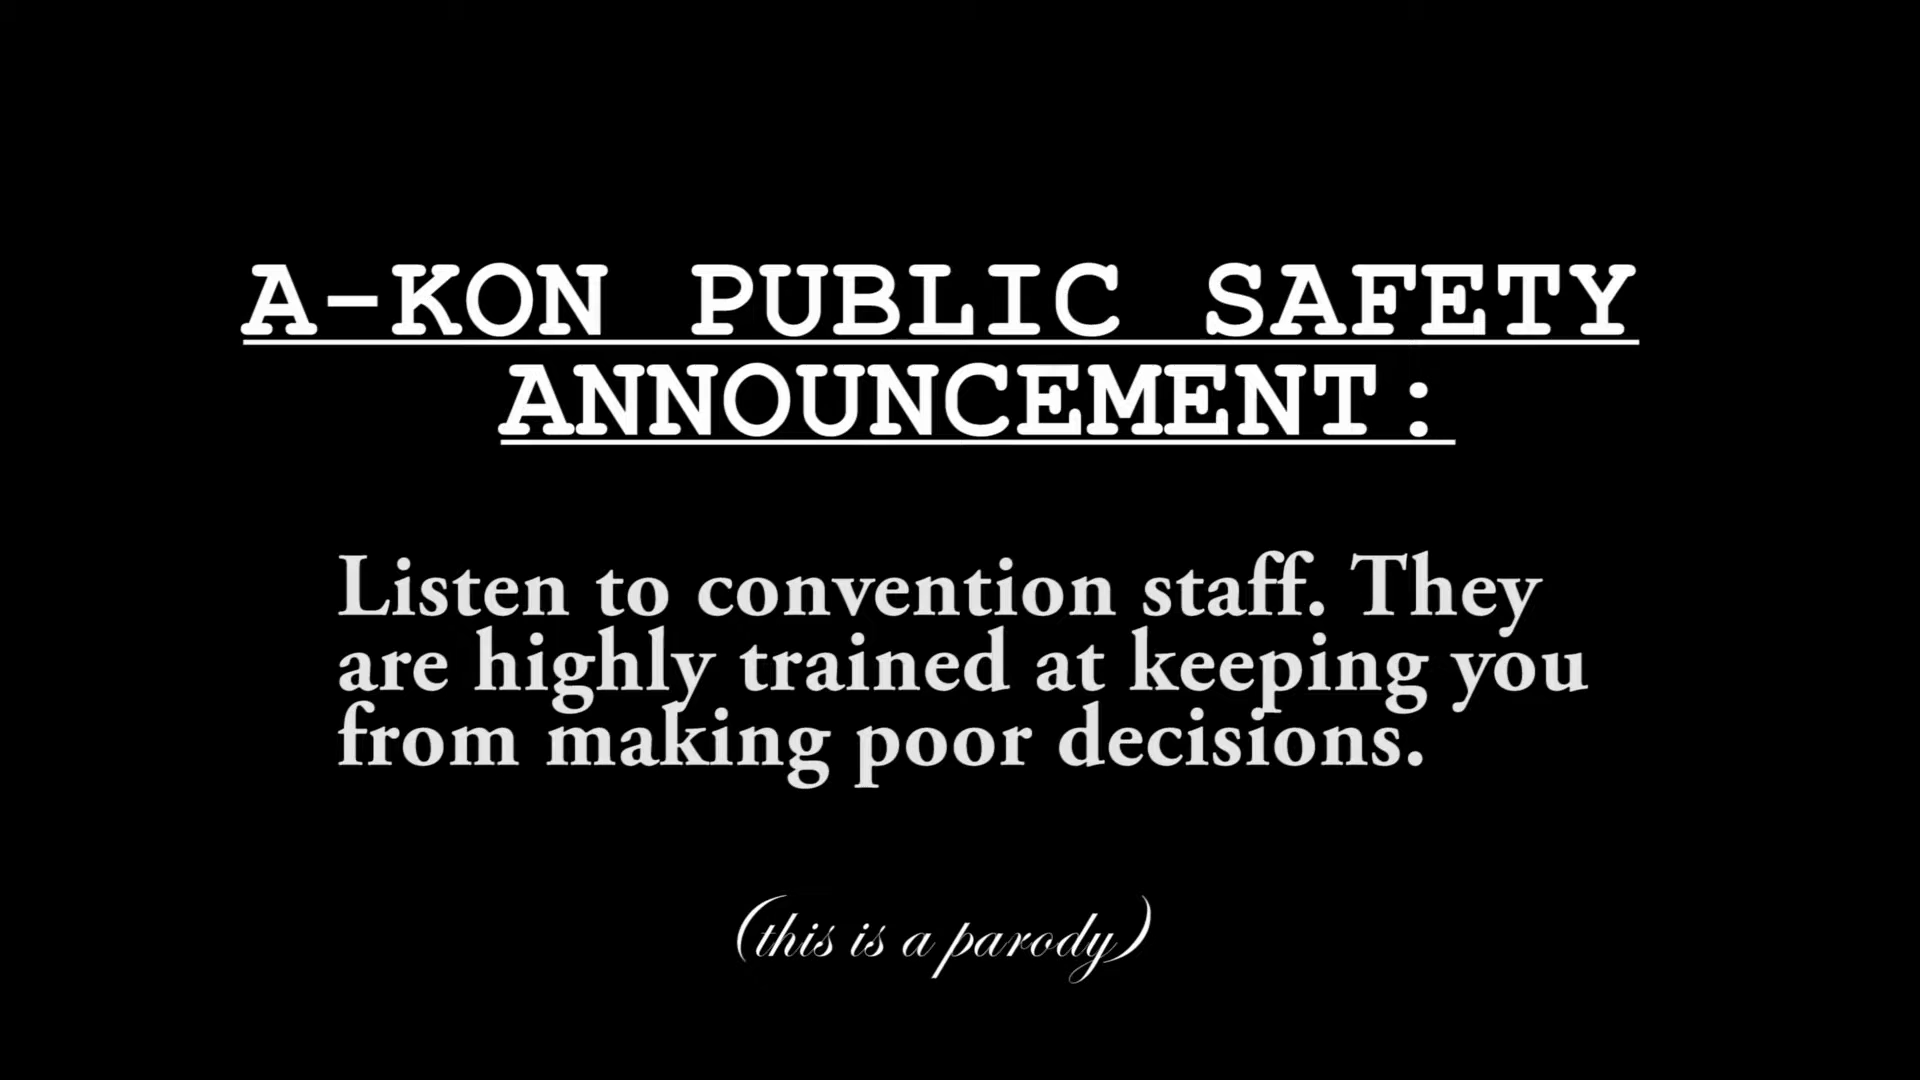 A-KON PUBLIC SAFETY
ANNOUNCEMENT:
Listen to convention staff. They
are highly trained at keeping you
from making poor decisions.
(this is a parody)